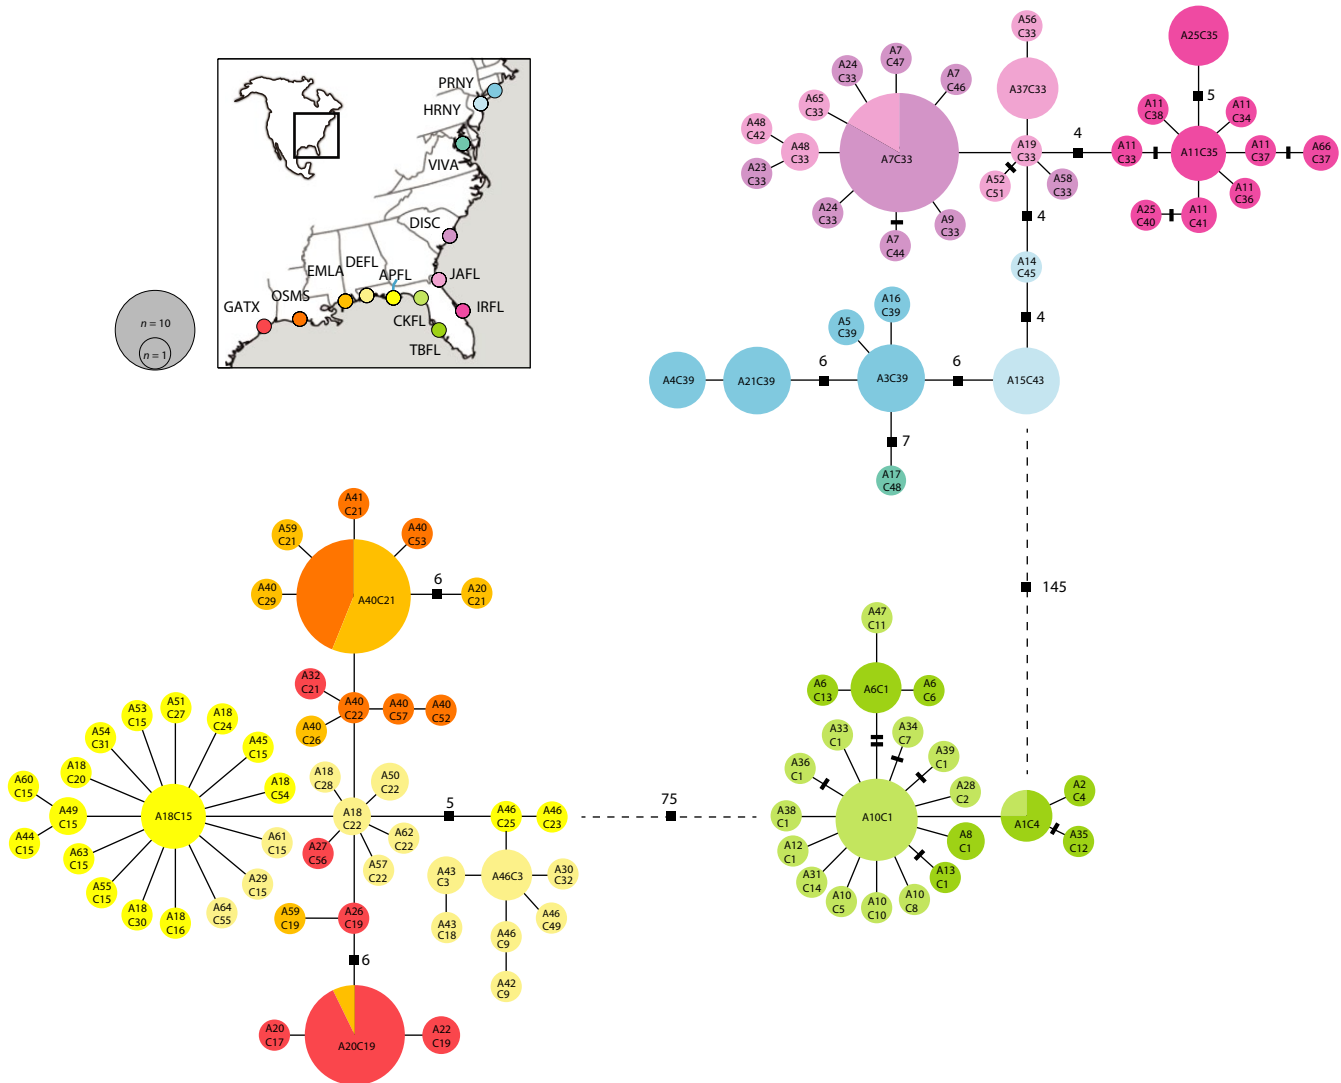 PRNY
HRNY
VIVA
DISC
DEFL
EMLA
APFL
JAFL
OSMS
GATX
IRFL
CKFL
TBFL
n = 10
n = 1
A56
C33
A37C33
A7
C47
A24
C33
A7
C46
A65
C33
A48
C42
A48
C33
A23
C33
A7C33
A24
C33
A7
C44
A9
C33
A19
C33
A52
C51
A58
C33
4
A25C35
5
A11
C38
A11
C34
A11
C33
A11C35
A11
C37
A66
C37
A11
C36
A25
C40
A11
C41
4
A14
C45
4
A16
C39
A5
C39
A4C39
A21C39
6
A3C39
6
A15C43
7
A17
C48
145
A41
C21
A59
C21
A40
C53
A40
C29
A40C21
6
A20
C21
A32
C21
A40
C22
A40
C57
A40
C52
A40
C26
A51
C27
A53
C15
A18
C24
A54
C31
A45
C15
A18
C20
A18
C54
A60
C15
A49
C15
A18C15
A44
C15
A63
C15
A61
C15
A55
C15
A29
C15
A18
C30
A18
C16
A64
C55
A18
C28
A50
C22
A18
C22
A62
C22
A27
C56
A57
C22
5
A46
C25
A46
C23
75
A43
C3
A46C3
A30
C32
A43
C18
A46
C9
A46
C49
A42
C9
A59
C19
A26
C19
6
A20
C17
A20C19
A22
C19
A47
C11
A6
C13
A6C1
A6
C6
A33
C1
A34
C7
A39
C1
A36
C1
A28
C2
A38
C1
A10C1
A8
C1
A12
C1
A13
C1
A31
C14
A10
C5
A10
C10
A10
C8
A1C4
A2
C4
A35
C12